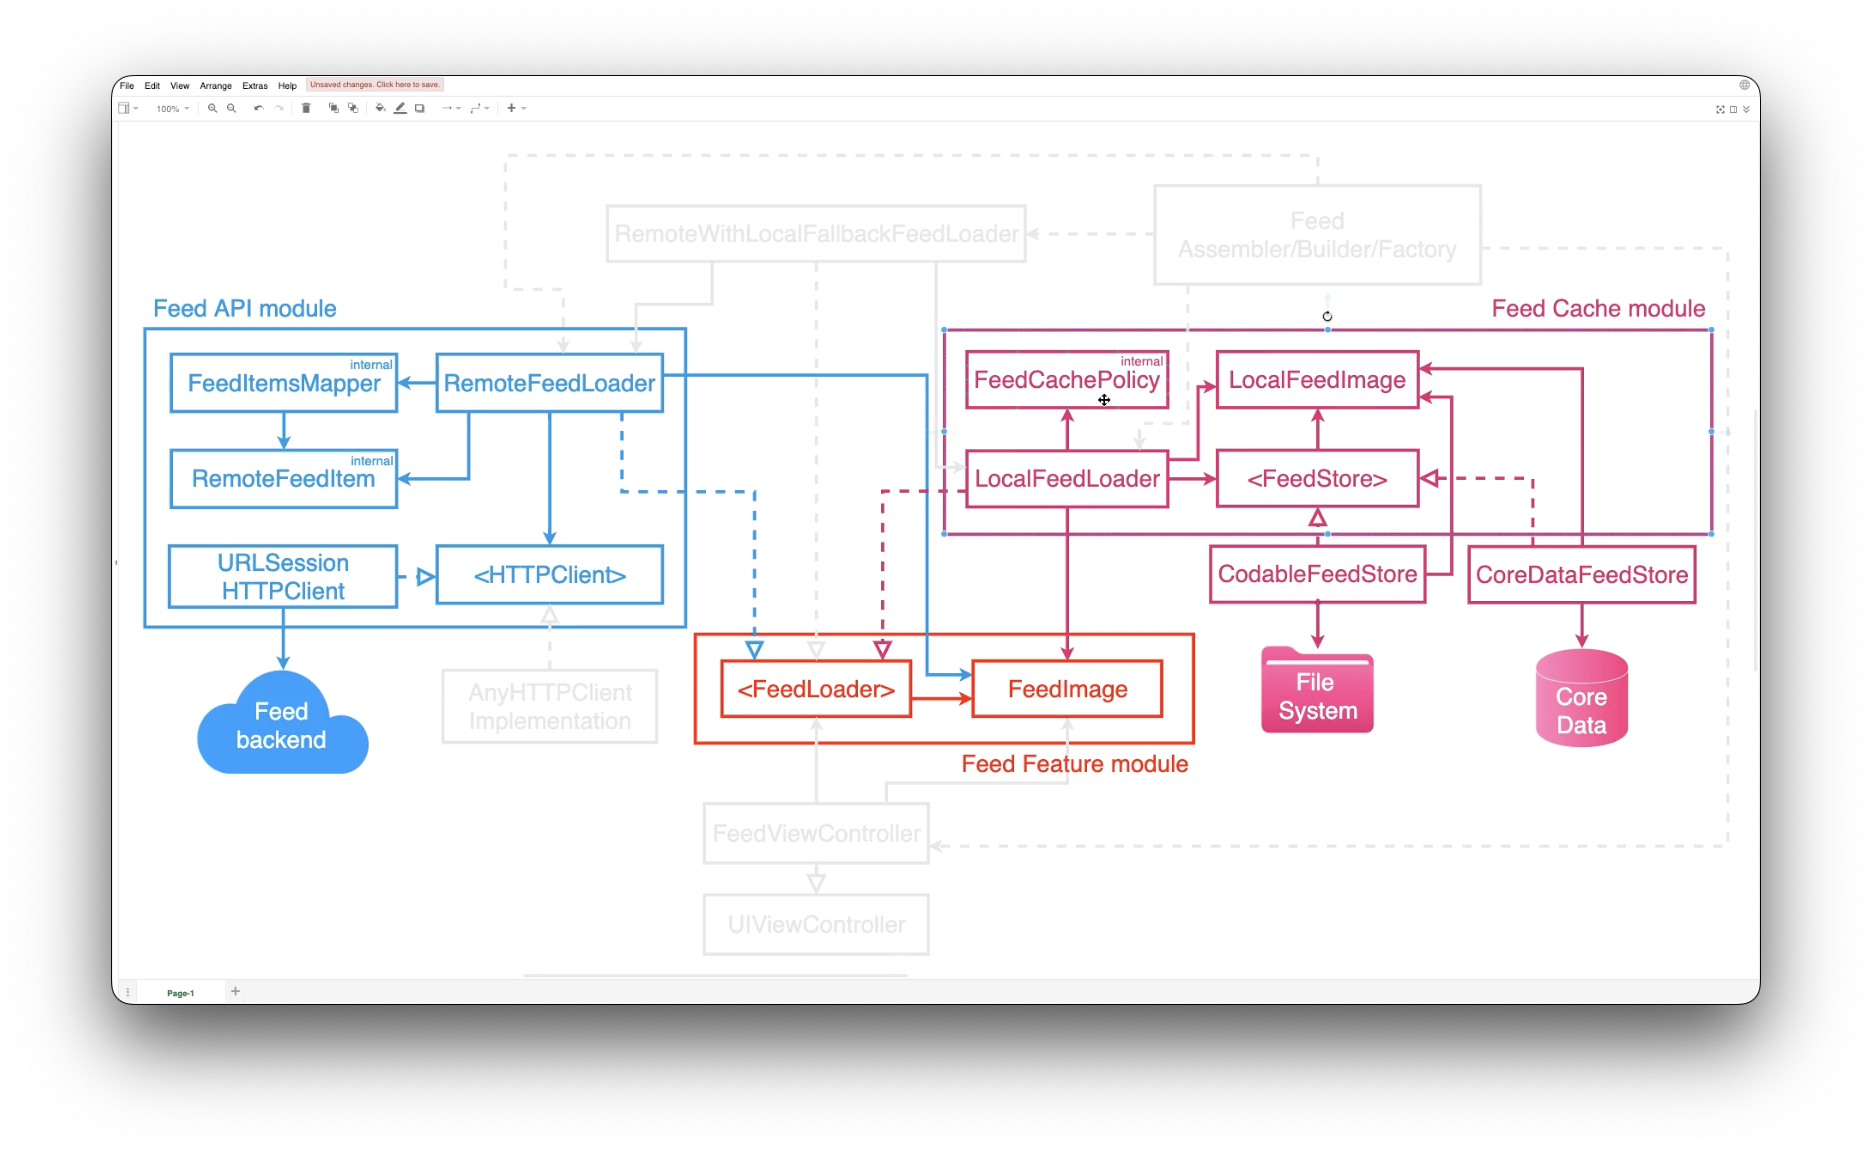 File Edit View Arrange Extras Help Unsaved changes. Click here to save.
100%
RemoteWithLocalFallbackFeedLoader
Feed
Assembler/Builder/Factory
Feed API module
Feed Cache module
internal
FeedItemsMapper
RemoteFeedLoader
internal
FeedCachePolicy
LocalFeedImage
internal
RemoteFeedItem
LocalFeedLoader
<FeedStore>
URLSession
HTTPClient
<HTTPClient>
CodableFeedStore
CoreDataFeedStore
Feed
backend
AnyHTTPClient
Implementation
<FeedLoader>
FeedImage
File
System
Core
Data
Feed Feature module
FeedViewController
UIViewController
Page-1